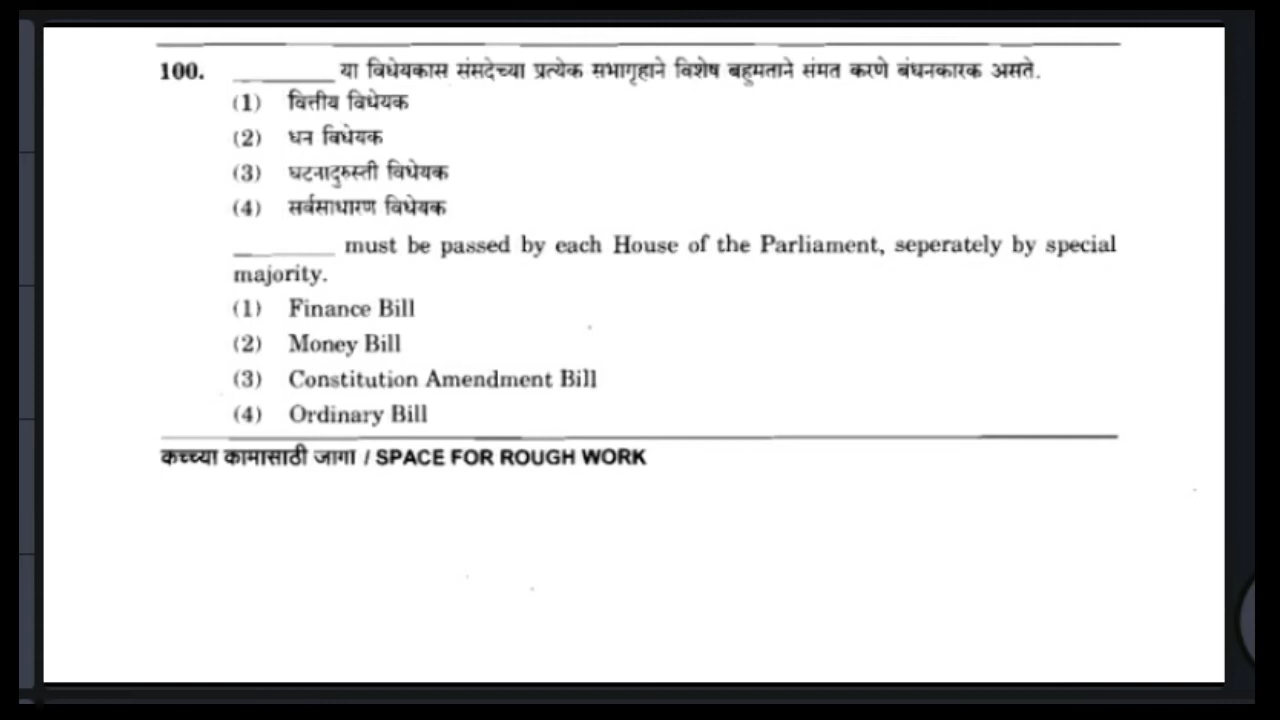 100. ________ या विधेयकास संसदेच्या प्रत्येक सभागृहाने विशेष बहुमताने संमत करणे बंधनकारक असते.
(1) वित्तीय विधेयक
(2) धन विधेयक
(3) घटनादुरुस्ती विधेयक
(4) सर्वसाधारण विधेयक
________ must be passed by each House of the Parliament, seperately by special
majority.
(1) Finance Bill
(2) Money Bill
(3) Constitution Amendment Bill
(4) Ordinary Bill
कच्च्या कामासाठी जागा / SPACE FOR ROUGH WORK